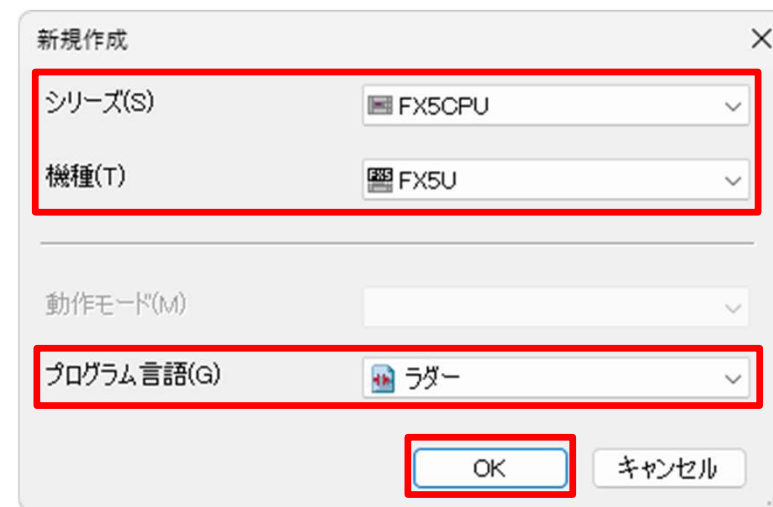 新規作成
シリーズ(S) FX5CPU
機種(T) FX5 FX5U
動作モード(M)
プログラム言語(G) ラダー
OK キャンセル